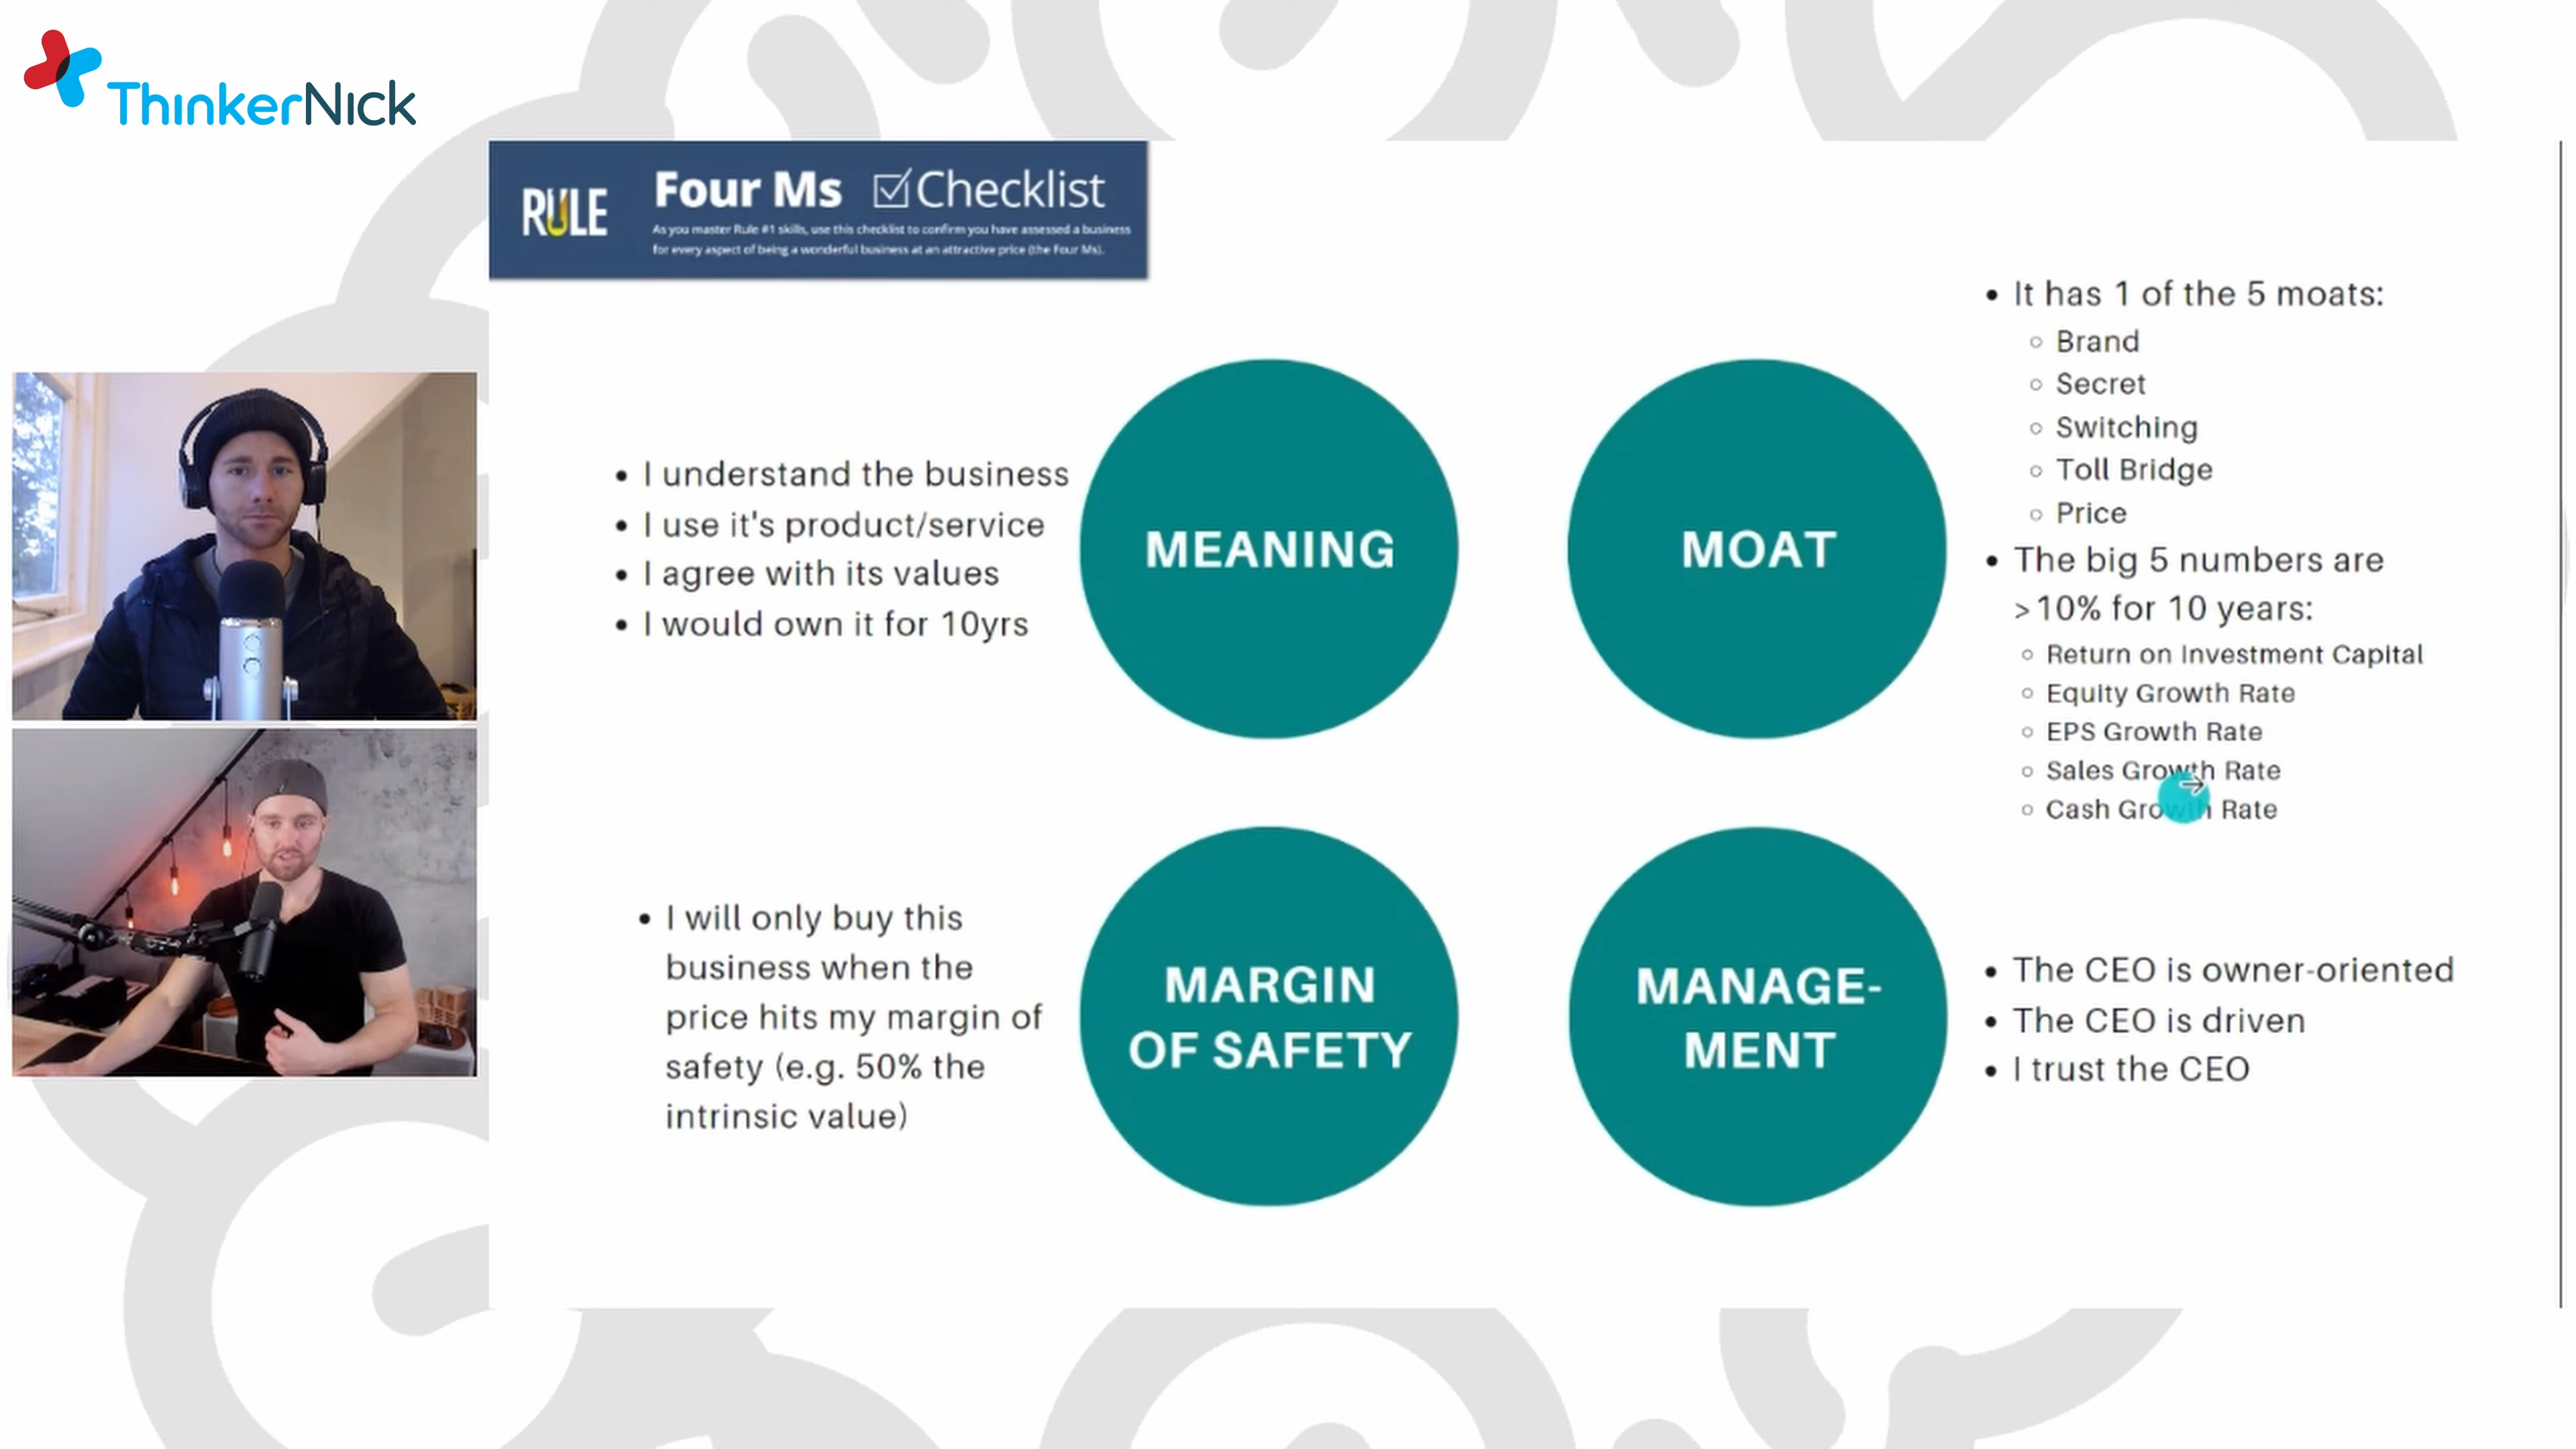 ThinkerNick
RULE
Four Ms Checklist
As you master Rule #1 skills, use this checklist to confirm you have assessed a business
for every aspect of being a wonderful business at an attractive price (the Four Ms).
I understand the business
I use it's product/service
I agree with its values
I would own it for 10yrs
MEANING
MOAT
It has 1 of the 5 moats:
Brand
Secret
Switching
Toll Bridge
Price
The big 5 numbers are
>10% for 10 years:
Return on Investment Capital
Equity Growth Rate
EPS Growth Rate
Sales Growth Rate
Cash Growth Rate
I will only buy this
business when the
price hits my margin of
safety (e.g. 50% the
intrinsic value)
MARGIN
OF SAFETY
MANAGE-
MENT
The CEO is owner-oriented
The CEO is driven
I trust the CEO